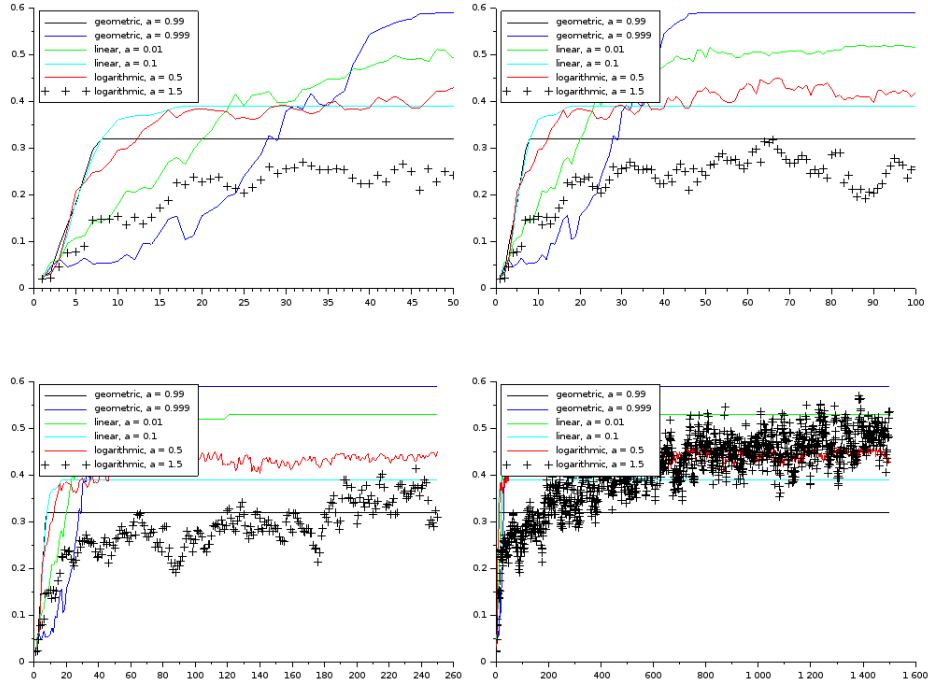 0.6
0.5
0.4
0.3
0.2
0.1
0
0 5 10 15 20 25 30 35 40 45 50
geometric, a = 0.99
geometric, a = 0.999
linear, a = 0.01
linear, a = 0.1
logarithmic, a = 0.5
logarithmic, a = 1.5
0.6
0.5
0.4
0.3
0.2
0.1
0
0 10 20 30 40 50 60 70 80 90 100
geometric, a = 0.99
geometric, a = 0.999
linear, a = 0.01
linear, a = 0.1
logarithmic, a = 0.5
logarithmic, a = 1.5
0.6
0.5
0.4
0.3
0.2
0.1
0
0 20 40 60 80 100 120 140 160 180 200 220 240 260
geometric, a = 0.99
geometric, a = 0.999
linear, a = 0.01
linear, a = 0.1
logarithmic, a = 0.5
logarithmic, a = 1.5
0.6
0.5
0.4
0.3
0.2
0.1
0
0 200 400 600 800 1 000 1 200 1 400 1 600
geometric, a = 0.99
geometric, a = 0.999
linear, a = 0.01
linear, a = 0.1
logarithmic, a = 0.5
logarithmic, a = 1.5